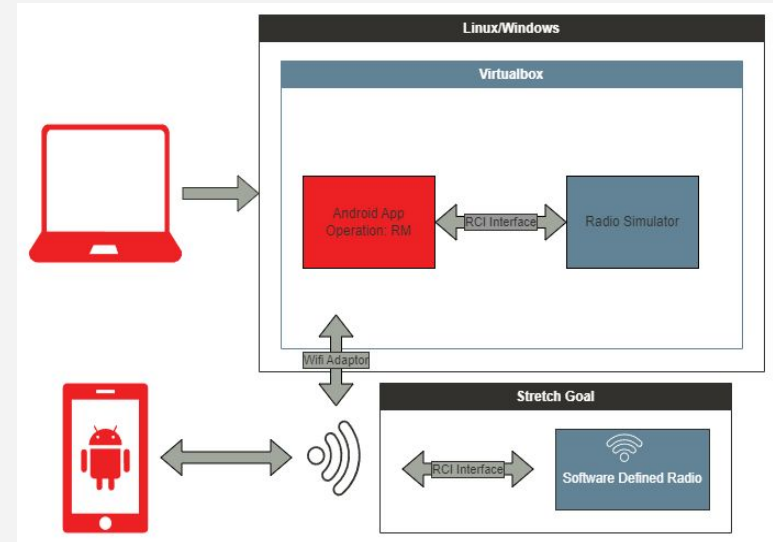 Linux/Windows
Virtualbox
Android App
Operation: RM
RCI Interface
Radio Simulator
Wifi Adaptor
Stretch Goal
RCI Interface
Software Defined Radio